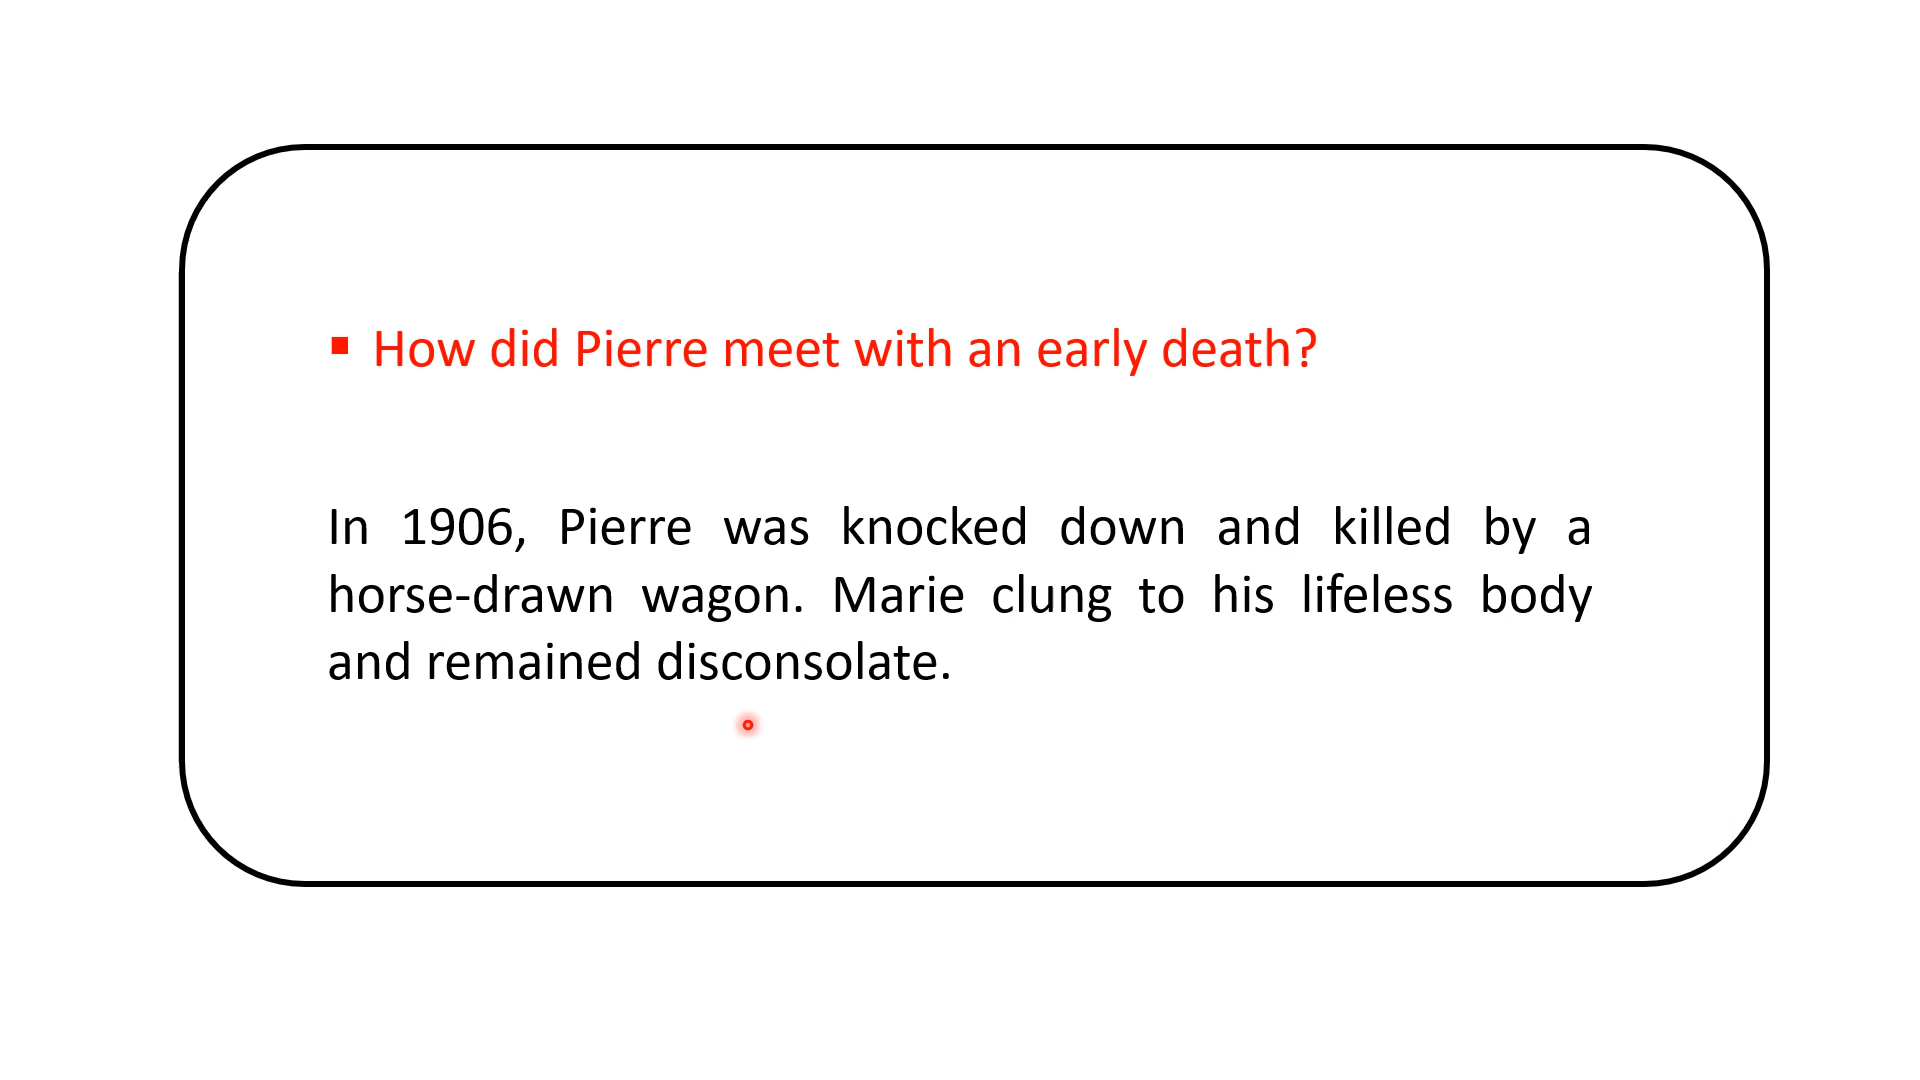 ▪ How did Pierre meet with an early death?
In 1906, Pierre was knocked down and killed by a
horse-drawn wagon. Marie clung to his lifeless body
and remained disconsolate.